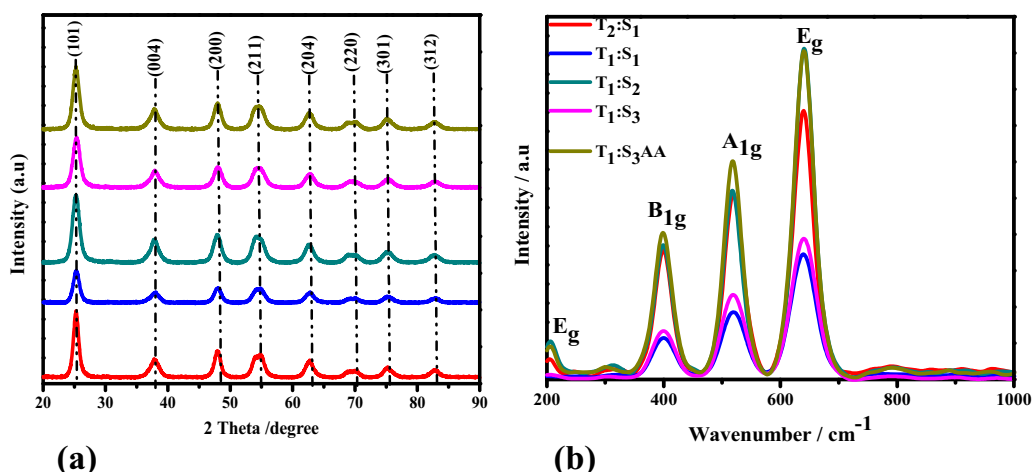 (101)
(004)
(200)
(211)
(204)
(220)
(301)
(312)
Intensity (a.u)
20 30 40 50 60 70 80 90
2 Theta /degree
(a)
T2:S1
T1:S1
T1:S2
T1:S3
T1:S3AA
Eg
B1g
A1g
Eg
Intensity / a.u
200 400 600 800 1000
Wavenumber / cm-1
(b)